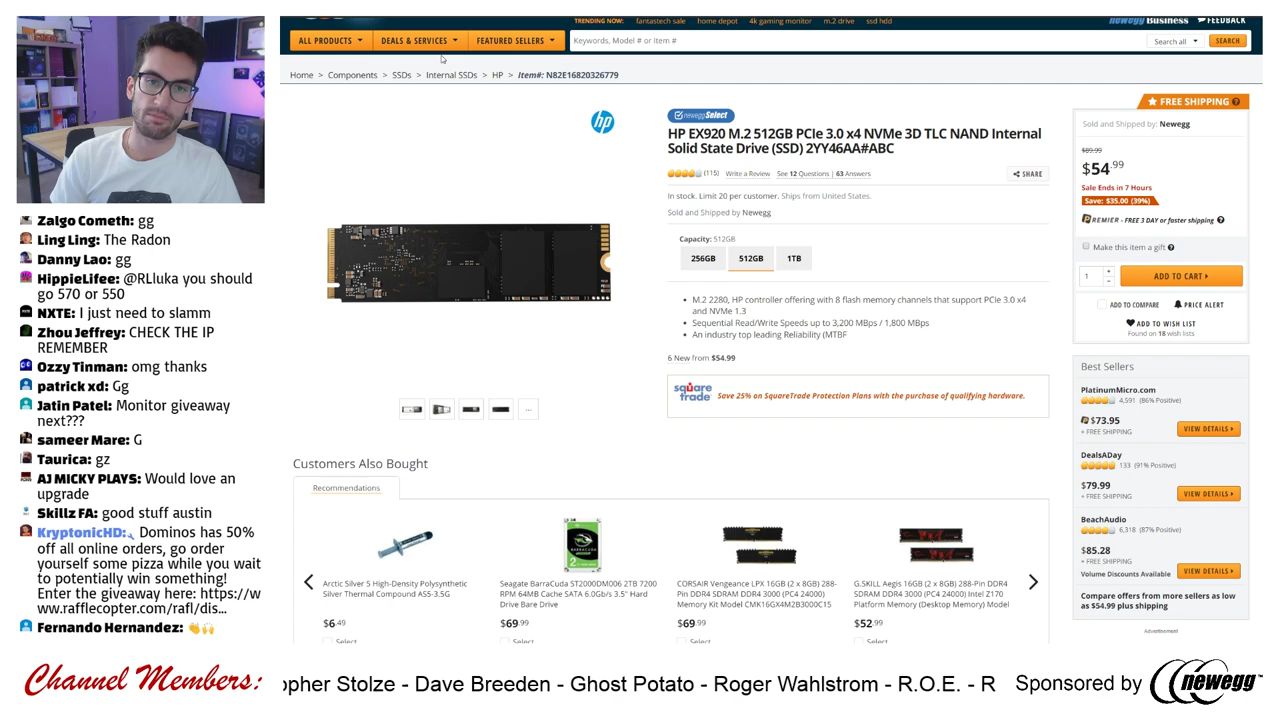 TRENDING NOW: fantastech sale home depot 4k gaming monitor m.2 drive ssd hdd
newegg Business FEEDBACK
ALL PRODUCTS DEALS & SERVICES FEATURED SELLERS Keywords, Model # or Item # Search all SEARCH
Home > Components > SSDs > Internal SSDs > HP > Item#: N82E16820326779
Zalgo Cometh: gg
Ling Ling: The Radon
Danny Lao: gg
HippieLifee: @RLluka you should
go 570 or 550
NXTE: I just need to slamm
Zhou Jeffrey: CHECK THE IP
REMEMBER
Ozzy Tinman: omg thanks
patrick xd: Gg
Jatin Patel: Monitor giveaway
next???
sameer Mare: G
Taurica: gz
AJ MICKY PLAYS: Would love an
upgrade
Skillz FA: good stuff austin
KryptonicHD: Dominos has 50%
off all online orders, go order
yourself some pizza while you wait
to potentially win something!
Enter the giveaway here: https://w
ww.rafflecopter.com/rafl/dis...
Fernando Hernandez: 👏🙌
hp
neweggSelect
HP EX920 M.2 512GB PCIe 3.0 x4 NVMe 3D TLC NAND Internal
Solid State Drive (SSD) 2YY46AA#ABC
(115) Write a Review See 12 Questions | 63 Answers SHARE
In stock. Limit 20 per customer. Ships from United States.
Sold and Shipped by Newegg
Capacity: 512GB
256GB 512GB 1TB
M.2 2280, HP controller offering with 8 flash memory channels that support PCIe 3.0 x4
and NVMe 1.3
Sequential Read/Write Speeds up to 3,200 MBps / 1,800 MBps
An industry top leading Reliability (MTBF
6 New from $54.99
square trade Save 25% on SquareTrade Protection Plans with the purchase of qualifying hardware.
FREE SHIPPING
Sold and Shipped by: Newegg
$89.99
$54.99
Sale Ends in 7 Hours
Save: $35.00 (39%)
REMIER - FREE 3 DAY or faster shipping
Make this item a gift
1 ADD TO CART
ADD TO COMPARE PRICE ALERT
ADD TO WISH LIST
Found on 18 wish lists
Best Sellers
PlatinumMicro.com
4,591 (86% Positive)
$73.95
+ FREE SHIPPING
VIEW DETAILS
DealsADay
133 (91% Positive)
$79.99
+ FREE SHIPPING
VIEW DETAILS
BeachAudio
6,318 (87% Positive)
$85.28
+ FREE SHIPPING
VIEW DETAILS
Volume Discounts Available
Compare offers from more sellers as low
as $54.99 plus shipping
Advertisement
Customers Also Bought
Recommendations
Arctic Silver 5 High-Density Polysynthetic
Silver Thermal Compound AS5-3.5G
$6.49
Select
Seagate BarraCuda ST2000DM006 2TB 7200
RPM 64MB Cache SATA 6.0Gb/s 3.5" Hard
Drive Bare Drive
$69.99
Select
CORSAIR Vengeance LPX 16GB (2 x 8GB) 288-
Pin DDR4 SDRAM DDR4 3000 (PC4 24000)
Memory Kit Model CMK16GX4M2B3000C15
$69.99
Select
G.SKILL Aegis 16GB (2 x 8GB) 288-Pin DDR4
SDRAM DDR4 3000 (PC4 24000) Intel Z170
Platform Memory (Desktop Memory) Model
$52.99
Select
Channel Members: opher Stolze - Dave Breeden - Ghost Potato - Roger Wahlstrom - R.O.E. - R
Sponsored by newegg